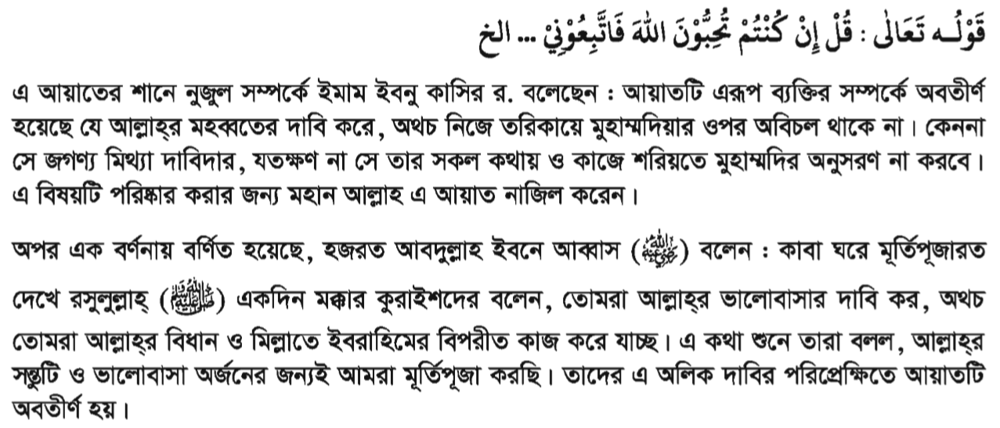 قَوْلُـه تَعَالٰى : قُلْ إِنْ كُنْتُمْ تُحِبُّوْنَ اللهَ فَاتَّبِعُوْنِيْ ... الخ
এ আয়াতের শানে নুজুল সম্পর্কে ইমাম ইবনু কাসির র. বলেছেন : আয়াতটি এরূপ ব্যক্তির সম্পর্কে অবতীর্ণ
হয়েছে যে আল্লাহ্‌র মহব্বতের দাবি করে, অথচ নিজে তরিকায়ে মুহাম্মদিয়ার ওপর অবিচল থাকে না। কেননা
সে জগণ্য মিথ্যা দাবিদার, যতক্ষণ না সে তার সকল কথায় ও কাজে শরিয়তে মুহাম্মদির অনুসরণ না করবে।
এ বিষয়টি পরিষ্কার করার জন্য মহান আল্লাহ এ আয়াত নাজিল করেন।
অপর এক বর্ণনায় বর্ণিত হয়েছে, হজরত আবদুল্লাহ ইবনে আব্বাস (رضي الله عنه) বলেন : কাবা ঘরে মূর্তিপূজারত
দেখে রসুলুল্লাহ্ (ﷺ) একদিন মক্কার কুরাইশদের বলেন, তোমরা আল্লাহ্‌র ভালোবাসার দাবি কর, অথচ
তোমরা আল্লাহ্‌র বিধান ও মিল্লাতে ইবরাহিমের বিপরীত কাজ করে যাচ্ছ। এ কথা শুনে তারা বলল, আল্লাহ্‌র
সন্তুটি ও ভালোবাসা অর্জনের জন্যই আমরা মূর্তিপূজা করছি। তাদের এ অলিক দাবির পরিপ্রেক্ষিতে আয়াতটি
অবতীর্ণ হয়।